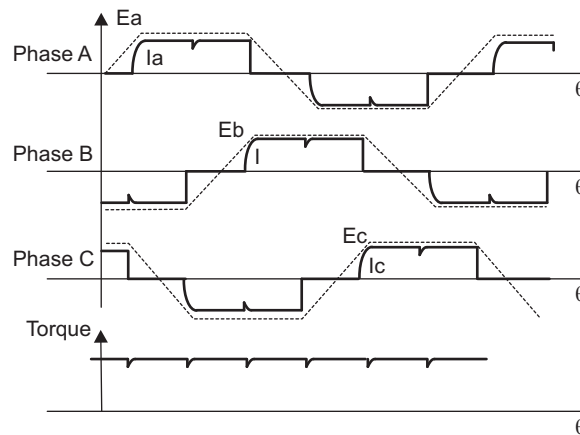 Ea
Phase A
Ia
θ
Eb
Phase B
I
θ
Ec
Phase C
Ic
θ
Torque
θ